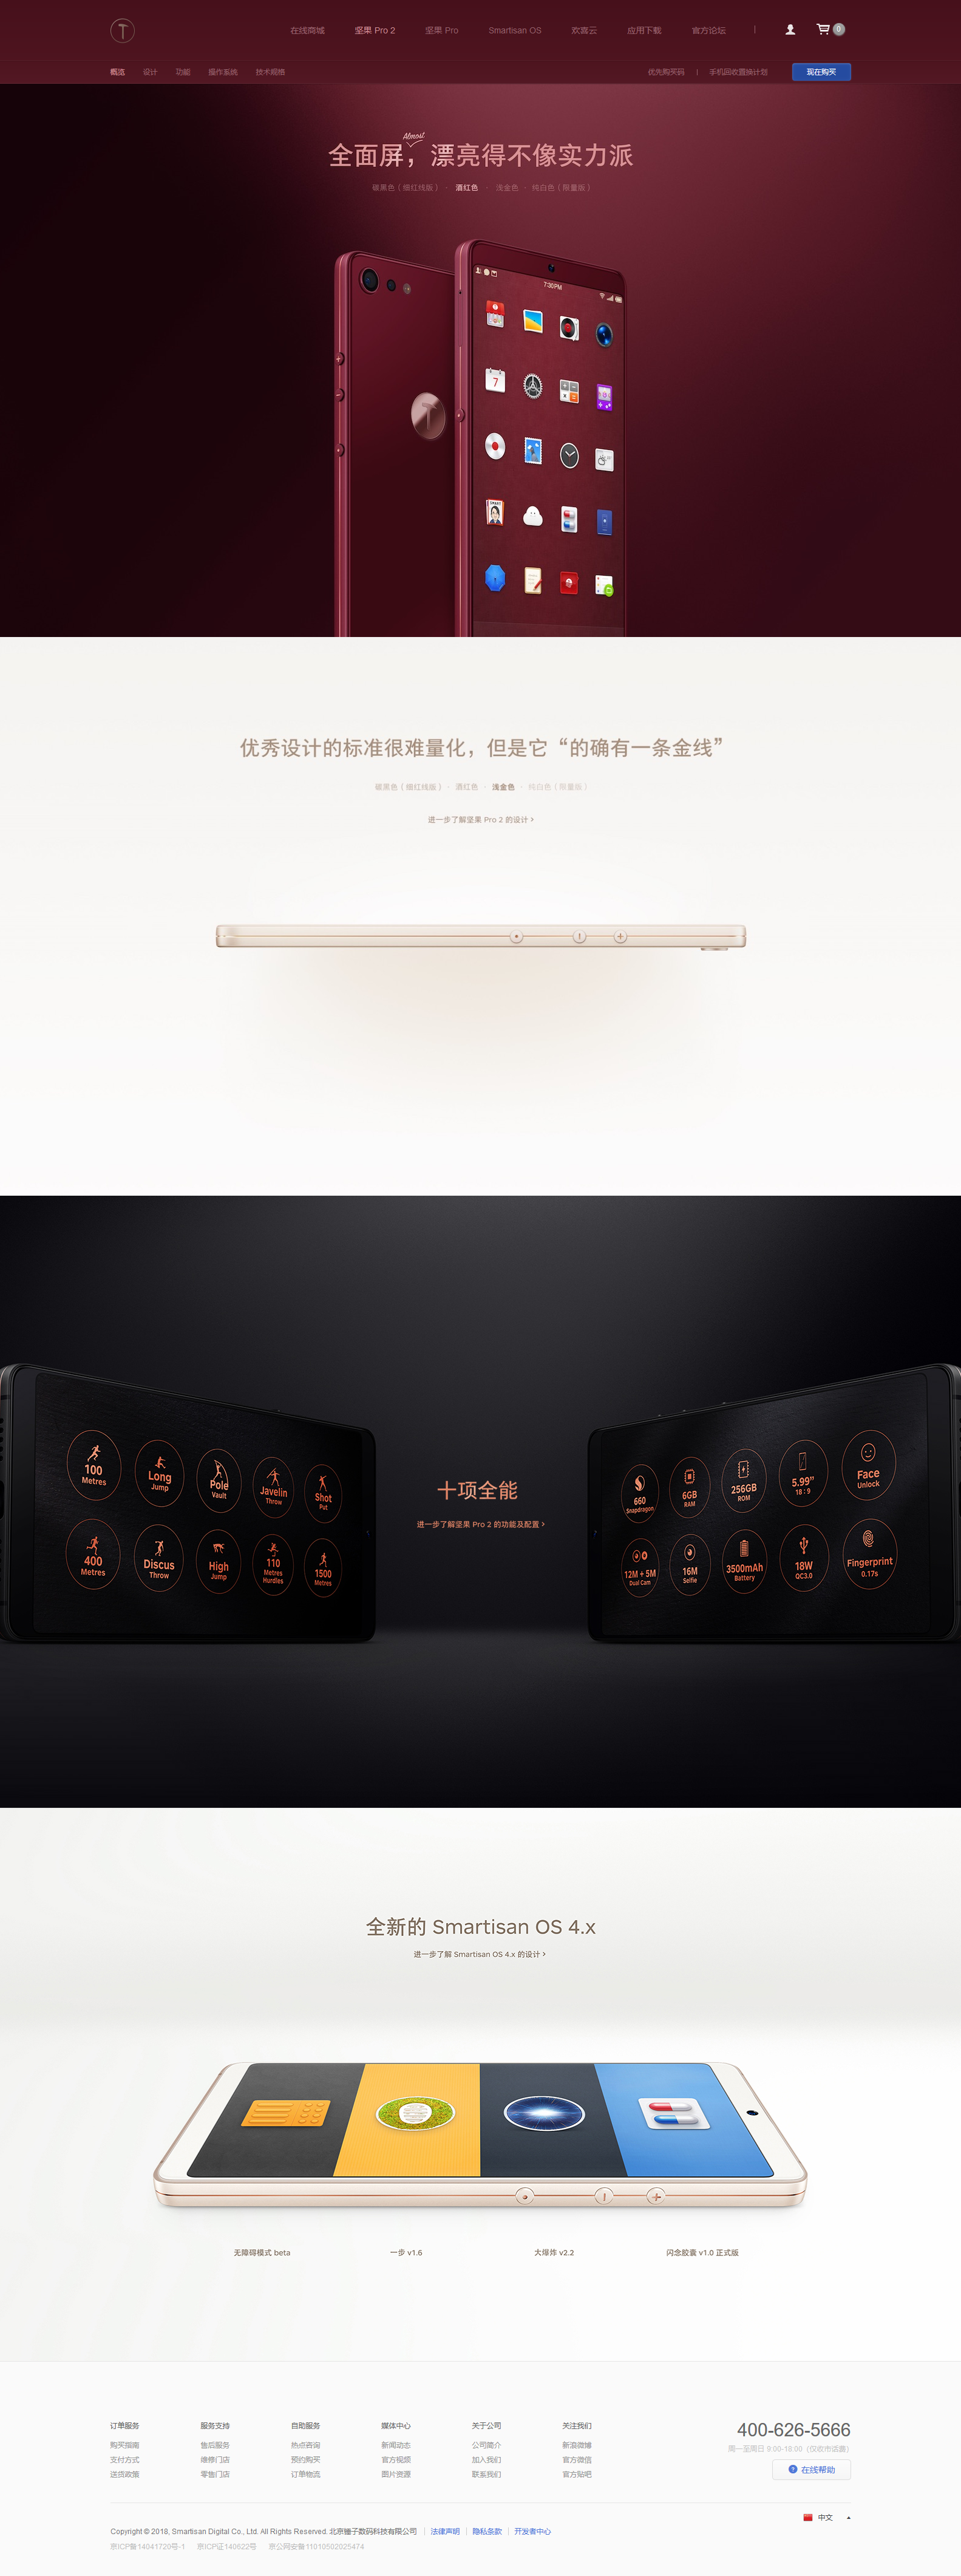 在线商城 坚果 Pro 2 坚果 Pro Smartisan OS 欢喜云 应用下载 官方论坛 0
概览 设计 功能 操作系统 技术规格 优先购买码 手机回收置换计划 现在购买
Almost
全面屏，漂亮得不像实力派
碳黑色（细红线版） · 酒红色 · 浅金色 · 纯白色（限量版）
7:30PM
7
优秀设计的标准很难量化，但是它“的确有一条金线”
碳黑色（细红线版） · 酒红色 · 浅金色 · 纯白色（限量版）
进一步了解坚果 Pro 2 的设计 ›
100 Metres
Long Jump
Pole Vault
Javelin Throw
Shot Put
400 Metres
Discus Throw
High Jump
110 Metres Hurdles
1500 Metres
十项全能
进一步了解坚果 Pro 2 的功能及配置 ›
660 Snapdragon
6GB RAM
256GB ROM
5.99" 18 : 9
Face Unlock
12M + 5M Dual Cam
16M Selfie
3500mAh Battery
18W QC3.0
Fingerprint 0.17s
全新的 Smartisan OS 4.x
进一步了解 Smartisan OS 4.x 的设计 ›
无障碍模式 beta 一步 v1.6 大爆炸 v2.2 闪念胶囊 v1.0 正式版
订单服务 服务支持 自助服务 媒体中心 关于公司 关注我们
购买指南 售后服务 热点咨询 新闻动态 公司简介 新浪微博
支付方式 维修门店 预约购买 官方视频 加入我们 官方微信
送货政策 零售门店 订单物流 图片资源 联系我们 官方贴吧
400-626-5666
周一至周日 9:00-18:00（仅收市话费）
在线帮助
中文
Copyright © 2018, Smartisan Digital Co., Ltd. All Rights Reserved. 北京锤子数码科技有限公司 | 法律声明 | 隐私条款 | 开发者中心
京ICP备14041720号-1 京ICP证140622号 京公网安备11010502025474